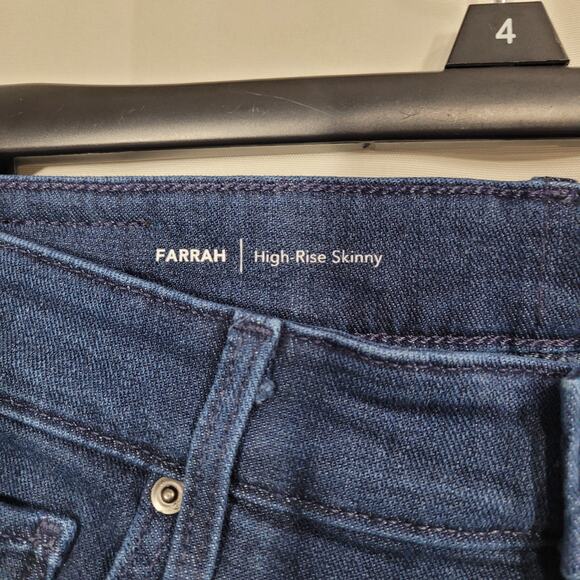 4
FARRAH | High-Rise Skinny